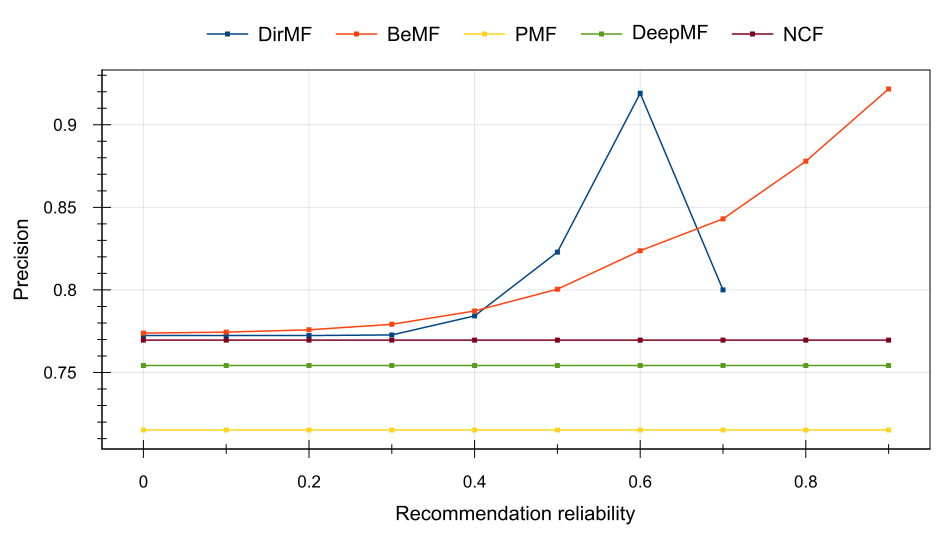 DirMF BeMF PMF DeepMF NCF
0.9
0.85
0.8
0.75
Precision
0 0.2 0.4 0.6 0.8
Recommendation reliability